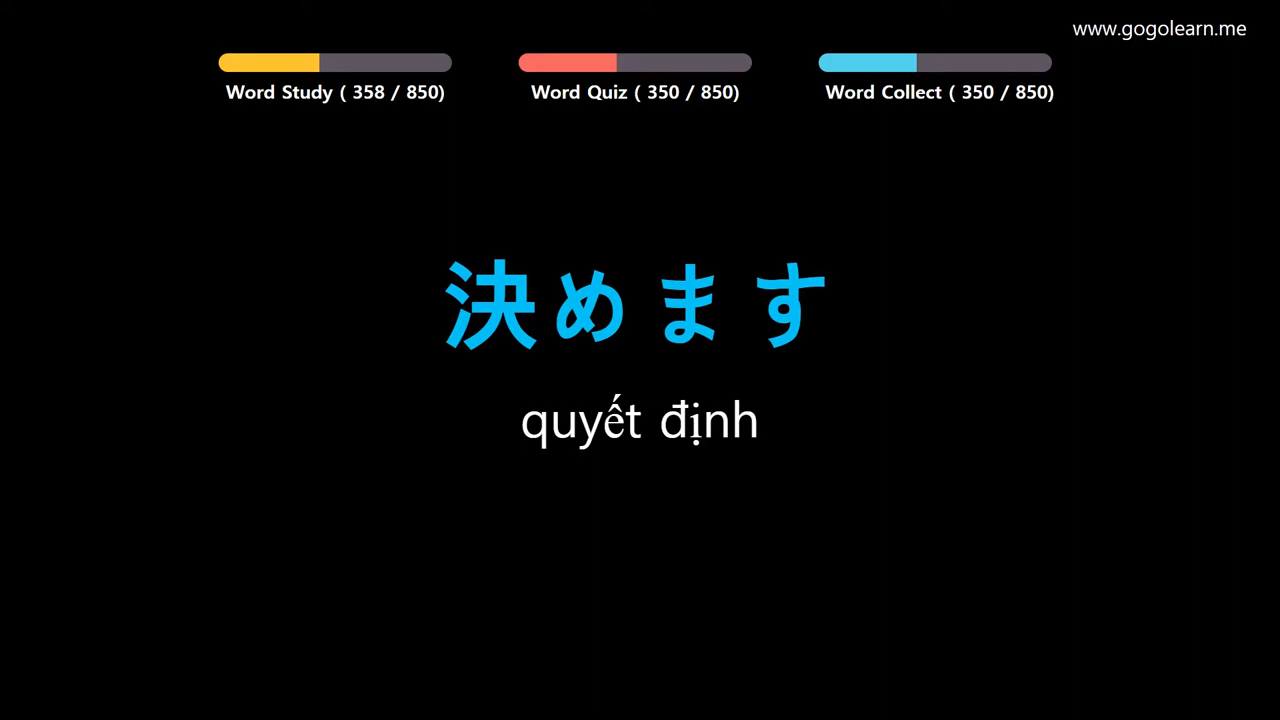 www.gogolearn.me
Word Study ( 358 / 850)
Word Quiz ( 350 / 850)
Word Collect ( 350 / 850)
決めます
quyết định